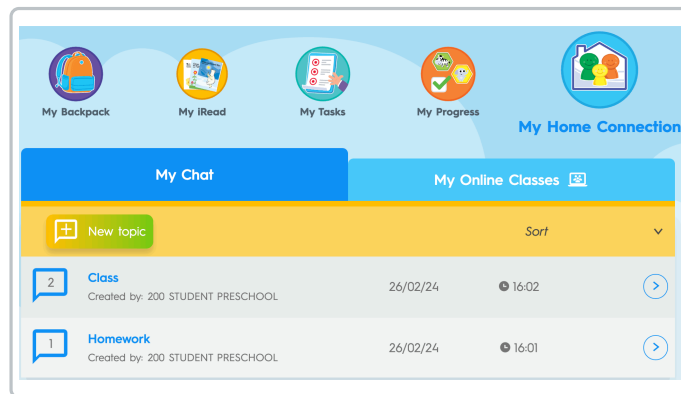 My Backpack
My iRead
My Tasks
My Progress
My Home Connection
My Chat
My Online Classes
New topic
Sort
2
Class
Created by: 200 STUDENT PRESCHOOL
26/02/24
16:02
1
Homework
Created by: 200 STUDENT PRESCHOOL
26/02/24
16:01